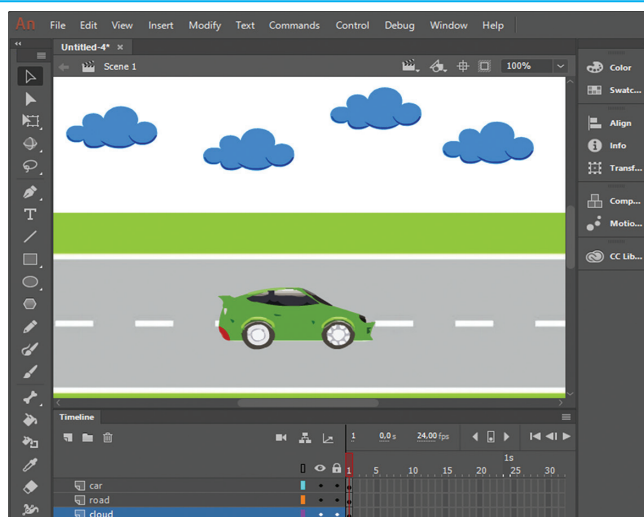 An File Edit View Insert Modify Text Commands Control Debug Window Help
Untitled-4* ×
Scene 1
100%
Color
Swatc...
Align
Info
Transf...
Comp...
Motio...
CC Lib...
T
Timeline
1 0.0 s 24.00 fps
1s
1 5 10 15 20 25 30
car
road
cloud